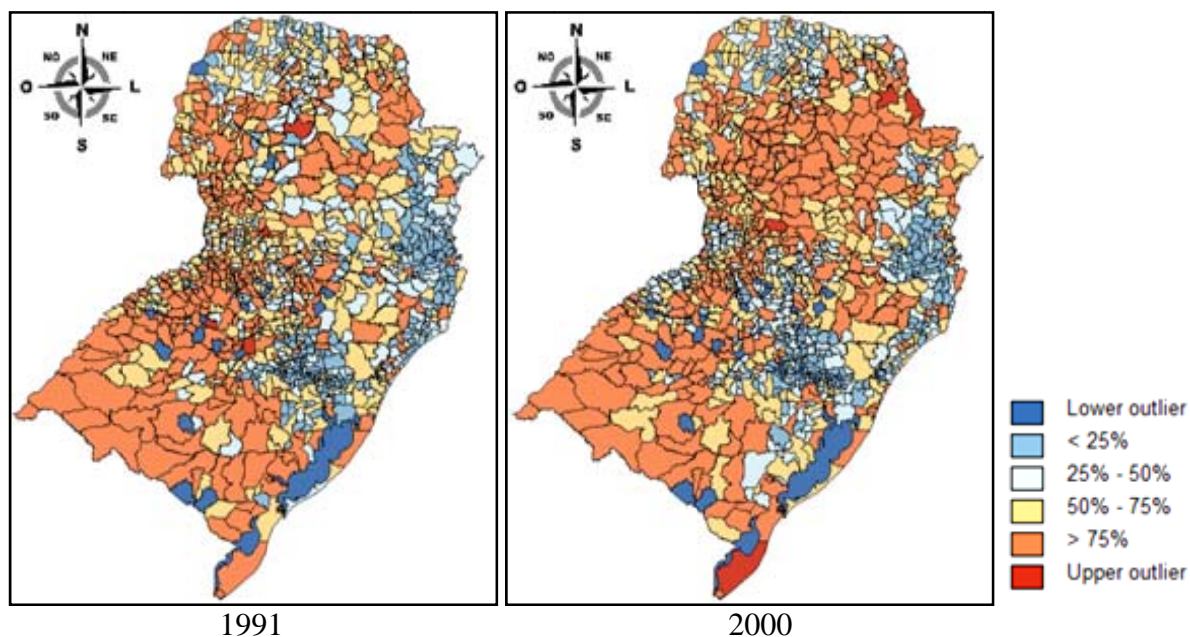 N
NO NE
O L
SO SE
S
N
NO NE
O L
SO SE
S
Lower outlier
< 25%
25% - 50%
50% - 75%
> 75%
Upper outlier
1991 2000